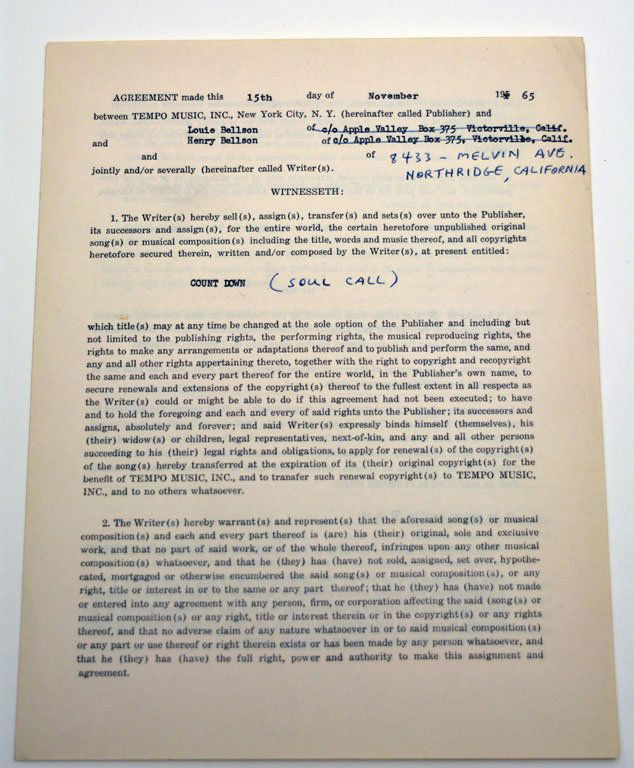 AGREEMENT made this 15th day of November 19 65
between TEMPO MUSIC, INC., New York City, N. Y. (hereinafter called Publisher) and
Louie Bellson of c/o Apple Valley Box 375 Victorville, Calif.
and Henry Bellson of c/o Apple Valley Box 375, Victorville, Calif.
and of 8433 - MELVIN AVE.
jointly and/or severally (hereinafter called Writer(s). NORTHRIDGE, CALIFORNIA
WITNESSETH:
1. The Writer(s) hereby sell(s), assign(s), transfer(s) and sets(s) over unto the Publisher,
its successors and assign(s), for the entire world, the certain heretofore unpublished original
song(s) or musical composition(s) including the title, words and music thereof, and all copyrights
heretofore secured therein, written and/or composed by the Writer(s), at present entitled:
COUNT DOWN (SOUL CALL)
which title(s) may at any time be changed at the sole option of the Publisher and including but
not limited to the publishing rights, the performing rights, the musical reproducing rights, the
rights to make any arrangements or adaptations thereof and to publish and perform the same, and
any and all other rights appertaining thereto, together with the right to copyright and recopyright
the same and each and every part thereof for the entire world, in the Publisher's own name, to
secure renewals and extensions of the copyright(s) thereof to the fullest extent in all respects as
the Writer(s) could or might be able to do if this agreement had not been executed; to have
and to hold the foregoing and each and every of said rights unto the Publisher; its successors and
assigns, absolutely and forever; and said Writer(s) expressly binds himself (themselves), his
(their) widow(s) or children, legal representatives, next-of-kin, and any and all other persons
succeeding to his (their) legal rights and obligations, to apply for renewal(s) of the copyright(s)
of the song(s) hereby transferred at the expiration of its (their) original copyright(s) for the
benefit of TEMPO MUSIC, INC., and to transfer such renewal copyright(s) to TEMPO MUSIC,
INC., and to no others whatsoever.
2. The Writer(s) hereby warrant(s) and represent(s) that the aforesaid song(s) or musical
composition(s) and each and every part thereof is (are) his (their) original, sole and exclusive
work, and that no part of said work, or of the whole thereof, infringes upon any other musical
composition(s) whatsoever, and that he (they) has (have) not sold, assigned, set over, hypothe-
cated, mortgaged or otherwise encumbered the said song(s) or musical composition(s), or any
right, title or interest in or to the same or any part thereof; that he (they) has (have) not made
or entered into any agreement with any person, firm, or corporation affecting the said (song(s) or
musical composition(s) or any right, title or interest therein or in the copyright(s) or any rights
thereof, and that no adverse claim of any nature whatsoever in or to said musical composition(s)
or any part or use thereof or right therein exists or has been made by any person whatsoever, and
that he (they) has (have) the full right, power and authority to make this assignment and
agreement.